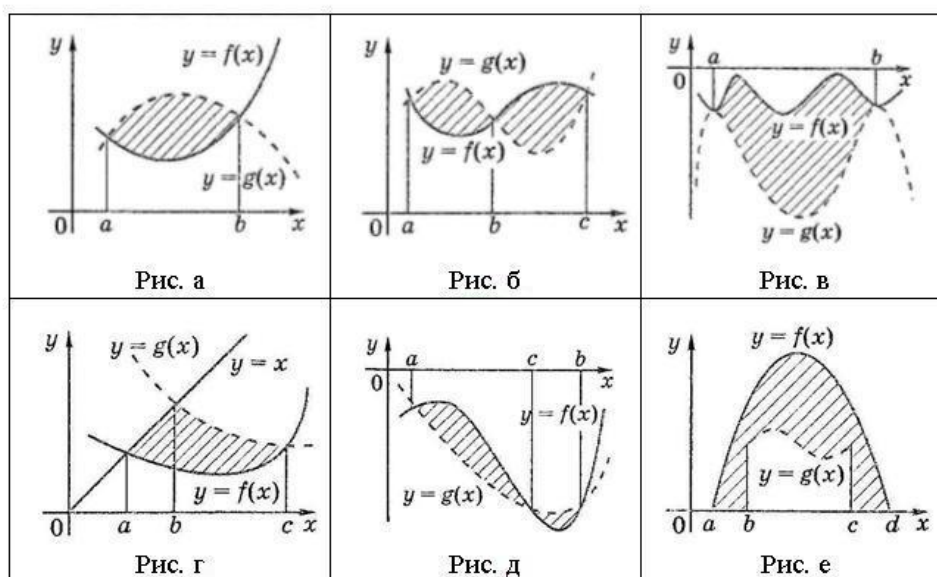 y
y = f(x)
y = g(x)
0
a
b
x
Рис. а
y
y = g(x)
y = f(x)
0
a
b
c
x
Рис. б
y
a
b
0
x
y = f(x)
y = g(x)
Рис. в
y
y = g(x)
y = x
y = f(x)
0
a
b
c
x
Рис. г
y
a
c
b
x
0
y = f(x)
y = g(x)
Рис. д
y
y = f(x)
y = g(x)
0
a
b
c
d
x
Рис. е